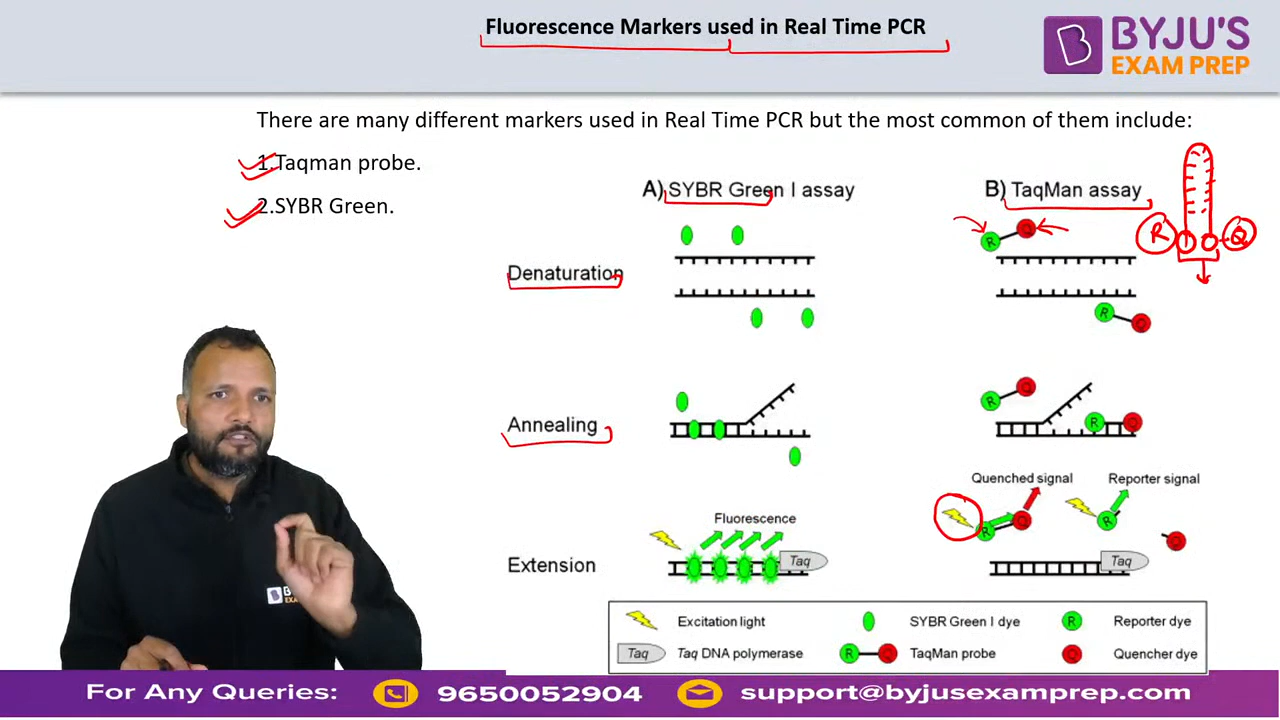 Fluorescence Markers used in Real Time PCR
BYJU'S
EXAM PREP
There are many different markers used in Real Time PCR but the most common of them include:
1.Taqman probe.
2.SYBR Green.
A) SYBR Green I assay
B) TaqMan assay
R Q
R Q
Denaturation
R Q
R Q
Annealing
R Q
Quenched signal
Reporter signal
R Q
R
Q
Fluorescence
Extension
Taq
Taq
Excitation light
SYBR Green I dye
R Reporter dye
Taq Taq DNA polymerase
R Q TaqMan probe
Q Quencher dye
BYJU'S
EXAM
For Any Queries: 9650052904 support@byjusexamprep.com